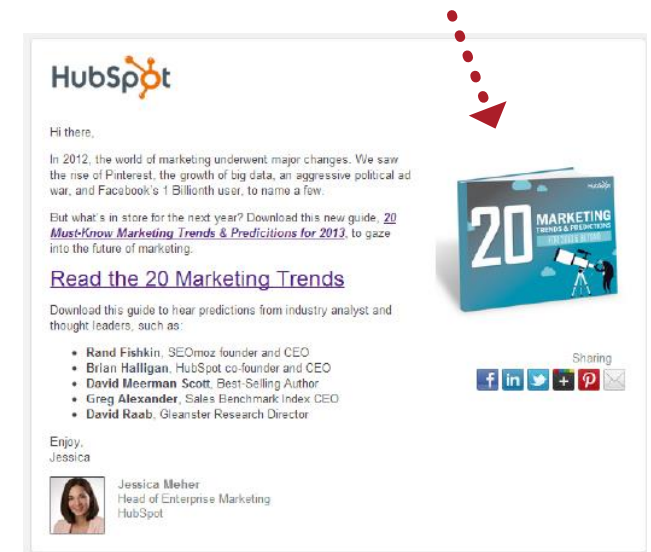 HubSpot
Hi there,
In 2012, the world of marketing underwent major changes. We saw
the rise of Pinterest, the growth of big data, an aggressive political ad
war, and Facebook's 1 Billionth user, to name a few.
But what's in store for the next year? Download this new guide, 20
Must-Know Marketing Trends & Predicitions for 2013, to gaze
into the future of marketing.
Read the 20 Marketing Trends
Download this guide to hear predictions from industry analyst and
thought leaders, such as:
• Rand Fishkin, SEOmoz founder and CEO
• Brian Halligan, HubSpot co-founder and CEO
• David Meerman Scott, Best-Selling Author
• Greg Alexander, Sales Benchmark Index CEO
• David Raab, Gleanster Research Director
Enjoy,
Jessica
Jessica Meher
Head of Enterprise Marketing
HubSpot
HubSpot
20 MARKETING
TRENDS & PREDICTIONS
FOR 2013 & BEYOND
Sharing